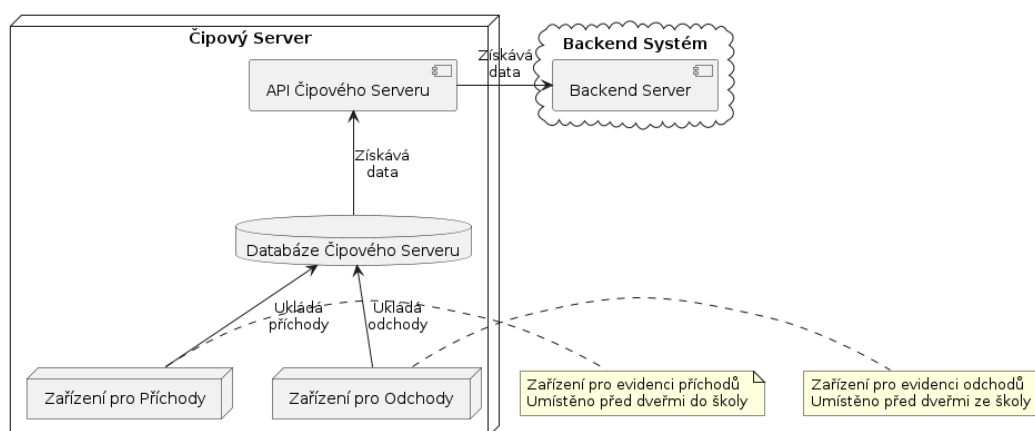 Čipový Server
Backend Systém
API Čipového Serveru
Získává
data
Backend Server
Získává
data
Databáze Čipového Serveru
Ukládá
příchody
Ukládá
odchody
Zařízení pro Příchody
Zařízení pro Odchody
Zařízení pro evidenci příchodů
Umístěno před dveřmi do školy
Zařízení pro evidenci odchodů
Umístěno před dveřmi ze školy